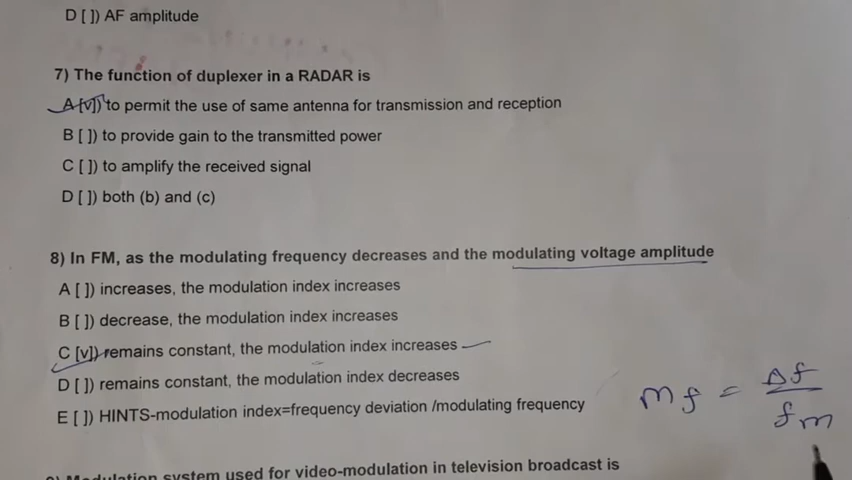 D [ ]) AF amplitude
7) The function of duplexer in a RADAR is
A [v]) to permit the use of same antenna for transmission and reception
B [ ]) to provide gain to the transmitted power
C [ ]) to amplify the received signal
D [ ]) both (b) and (c)
8) In FM, as the modulating frequency decreases and the modulating voltage amplitude
A [ ]) increases, the modulation index increases
B [ ]) decrease, the modulation index increases
C [v]) remains constant, the modulation index increases
D [ ]) remains constant, the modulation index decreases
E [ ]) HINTS-modulation index=frequency deviation /modulating frequency
mf = Δf
fm
9) Modulation system used for video-modulation in television broadcast is